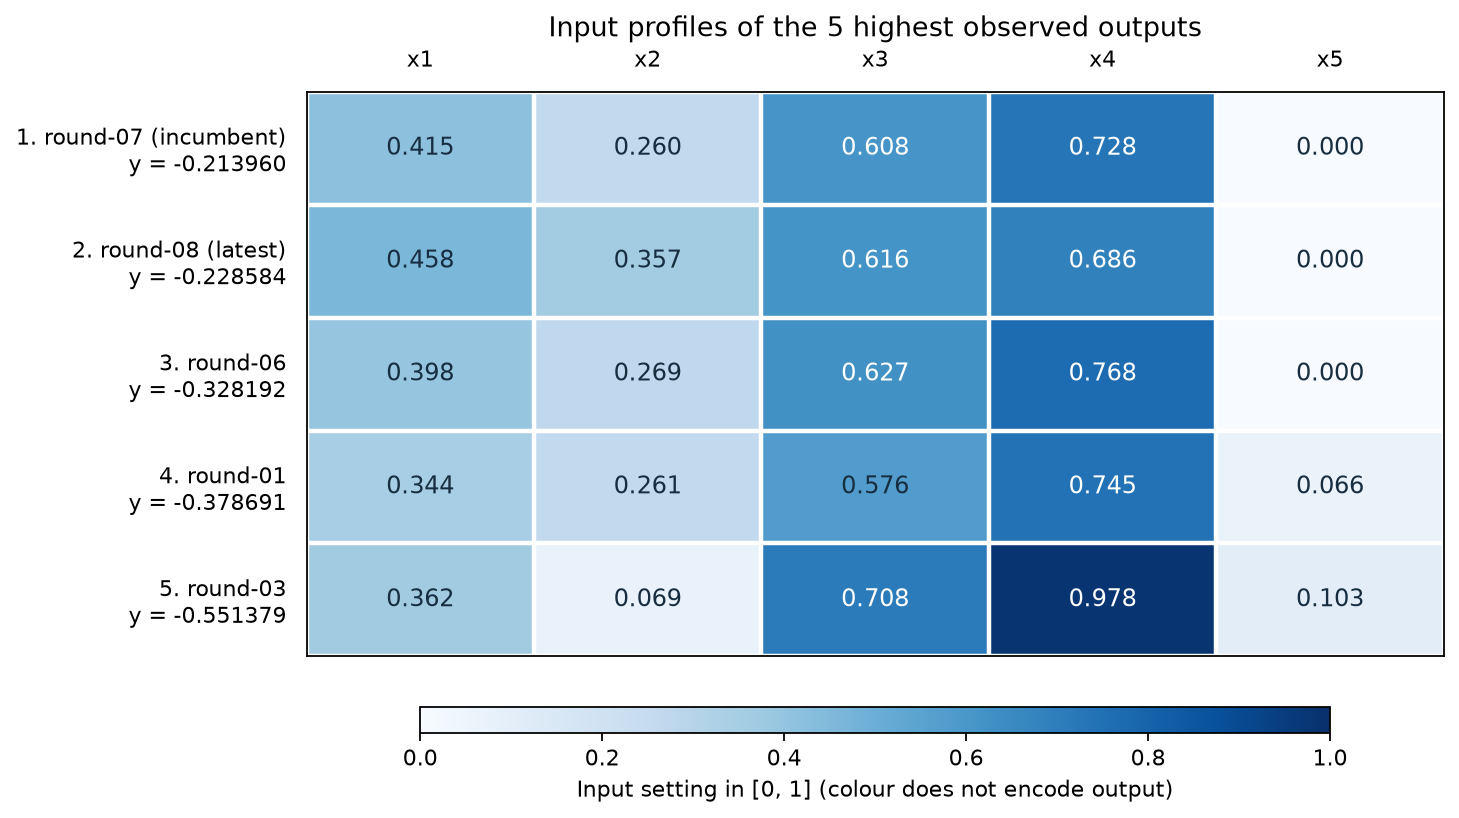 Input profiles of the 5 highest observed outputs
x1 x2 x3 x4 x5
1. round-07 (incumbent)
y = -0.213960
0.415 0.260 0.608 0.728 0.000
2. round-08 (latest)
y = -0.228584
0.458 0.357 0.616 0.686 0.000
3. round-06
y = -0.328192
0.398 0.269 0.627 0.768 0.000
4. round-01
y = -0.378691
0.344 0.261 0.576 0.745 0.066
5. round-03
y = -0.551379
0.362 0.069 0.708 0.978 0.103
0.0 0.2 0.4 0.6 0.8 1.0
Input setting in [0, 1] (colour does not encode output)